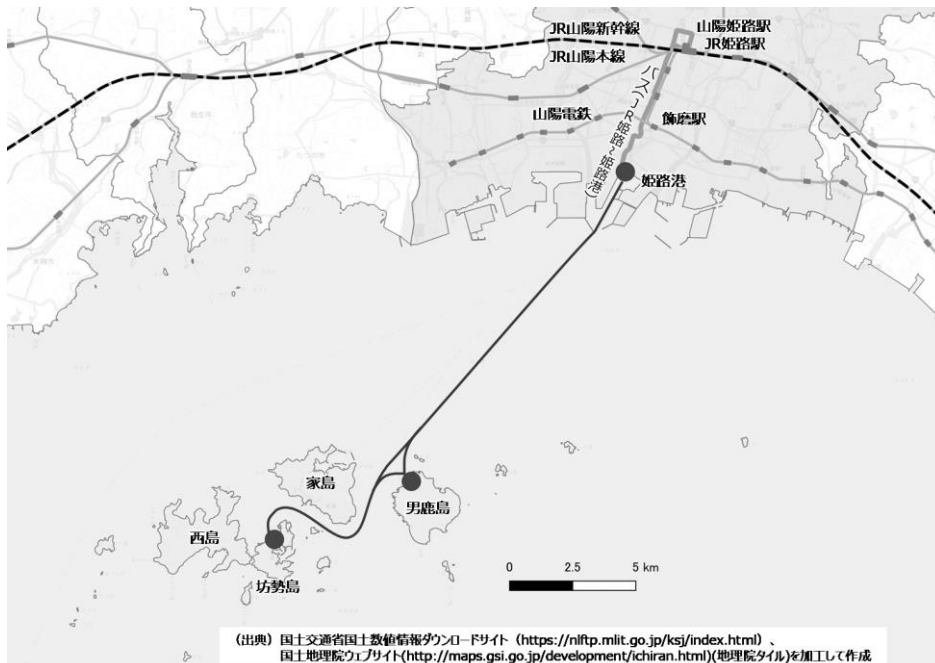 JR山陽新幹線
山陽姫路駅
JR山陽本線
JR姫路駅
バス(JR姫路~姫路港)
山陽電鉄
飾磨駅
姫路港
家島
男鹿島
西島
坊勢島
0 2.5 5 km
(出典) 国土交通省国土数値情報ダウンロードサイト(https://nlftp.mlit.go.jp/ksj/index.html)、
国土地理院ウェブサイト(http://maps.gsi.go.jp/development/ichiran.html)(地理院タイル)を加工して作成